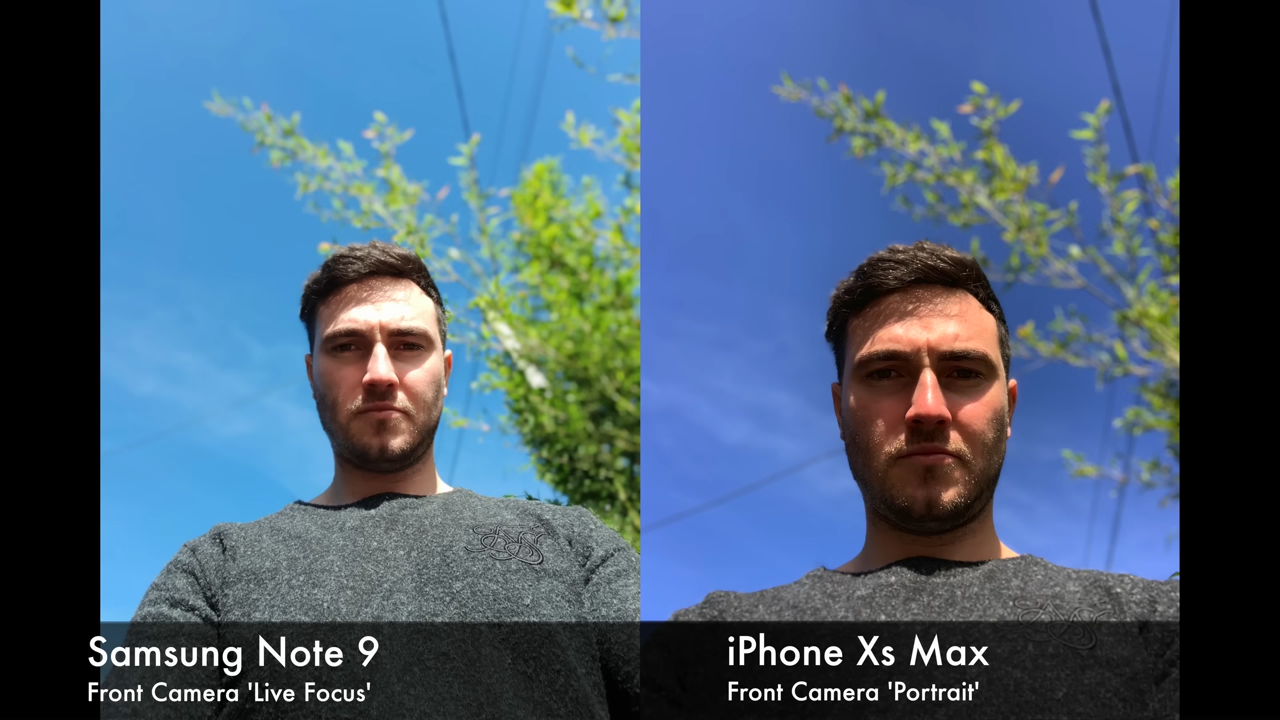 Samsung Note 9
Front Camera 'Live Focus'
iPhone Xs Max
Front Camera 'Portrait'